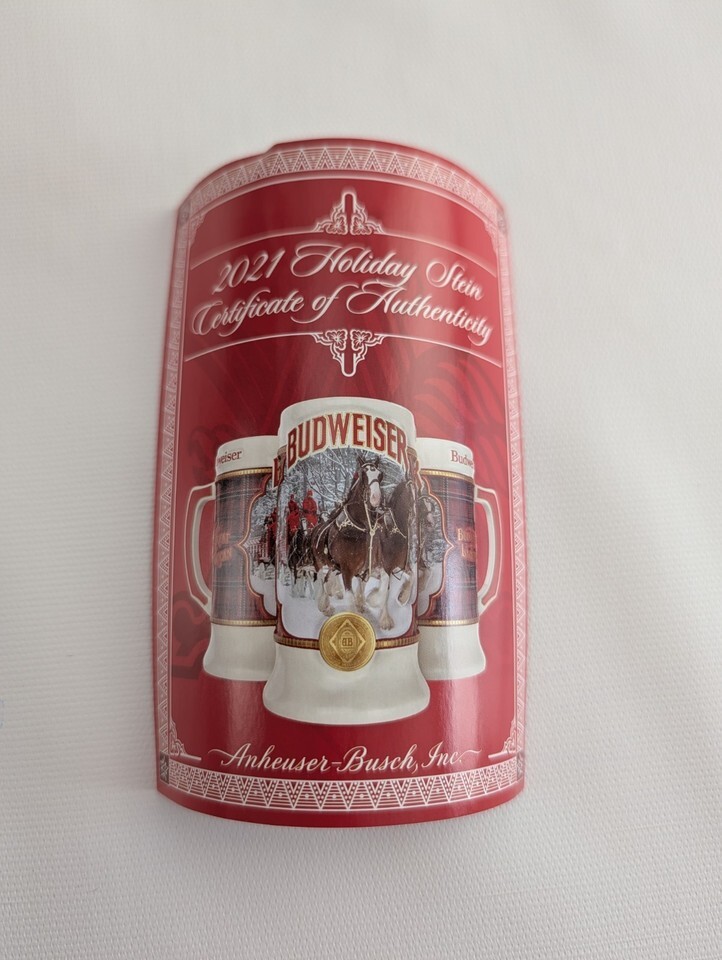 2021 Holiday Stein
Certificate of Authenticity
BUDWEISER
weiser
Budw
Anheuser-Busch, Inc.